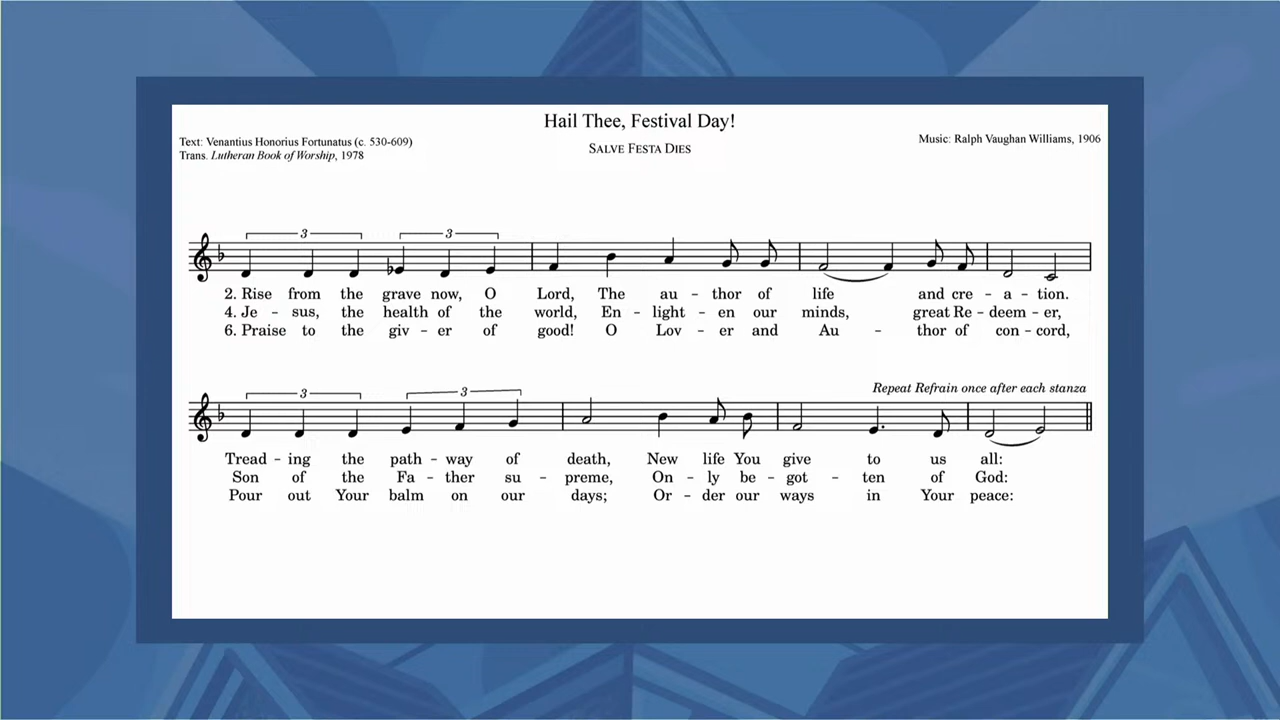 Hail Thee, Festival Day!
Text: Venantius Honorius Fortunatus (c. 530-609)
Trans. Lutheran Book of Worship, 1978
SALVE FESTA DIES
Music: Ralph Vaughan Williams, 1906
3 3
2. Rise from the grave now, O Lord, The au - thor of life and cre - a - tion.
4. Je - sus, the health of the world, En - light - en our minds, great Re - deem - er,
6. Praise to the giv - er of good! O Lov - er and Au - thor of con - cord,
Repeat Refrain once after each stanza
3 3
Tread - ing the path - way of death, New life You give to us all:
Son of the Fa - ther su - preme, On - ly be - got - ten of God:
Pour out Your balm on our days; Or - der our ways in Your peace: